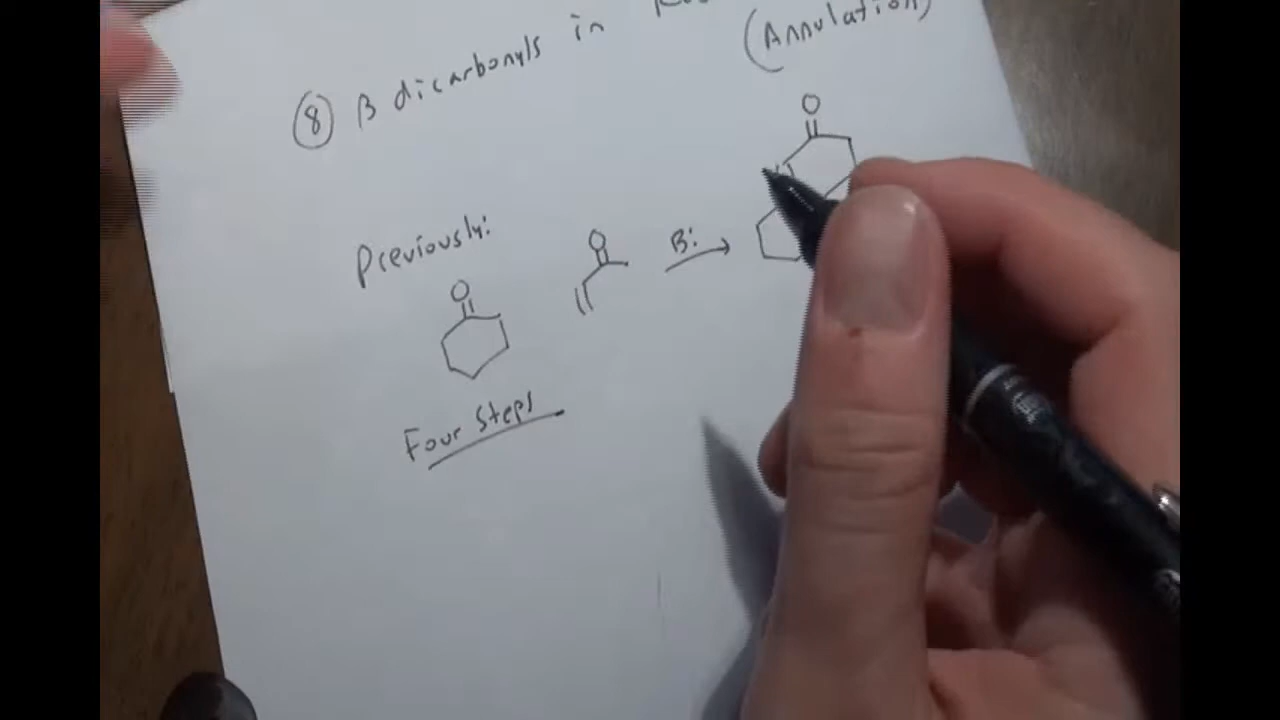 ⑧ β dicarbonyls in
(Annulation)
Previously:
O
O
O
B:
Four Steps